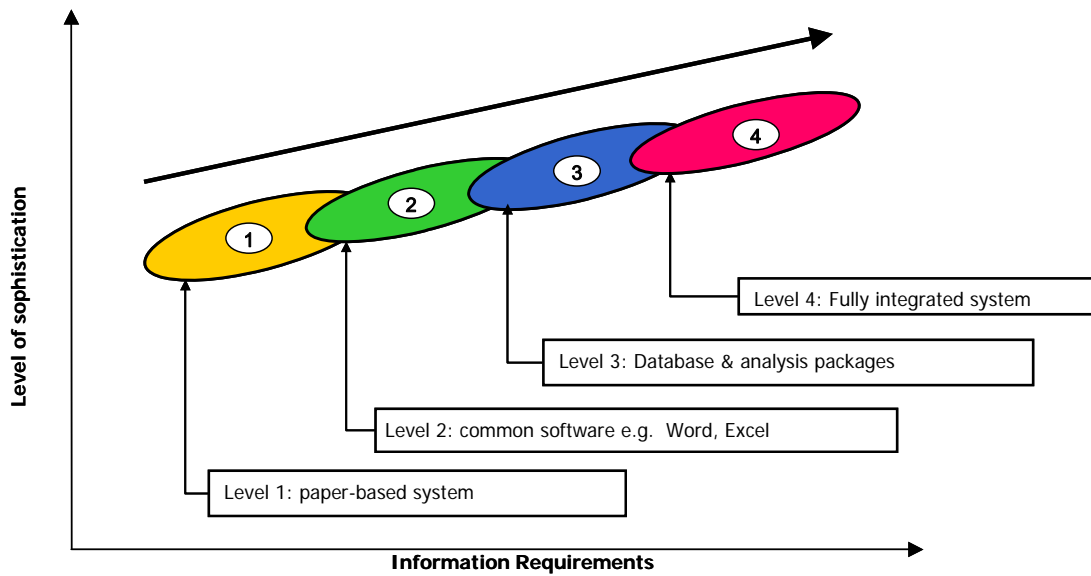 4
3
2
1
Level of sophistication
Level 4: Fully integrated system
Level 3: Database & analysis packages
Level 2: common software e.g.  Word, Excel
Level 1: paper-based system
Information Requirements